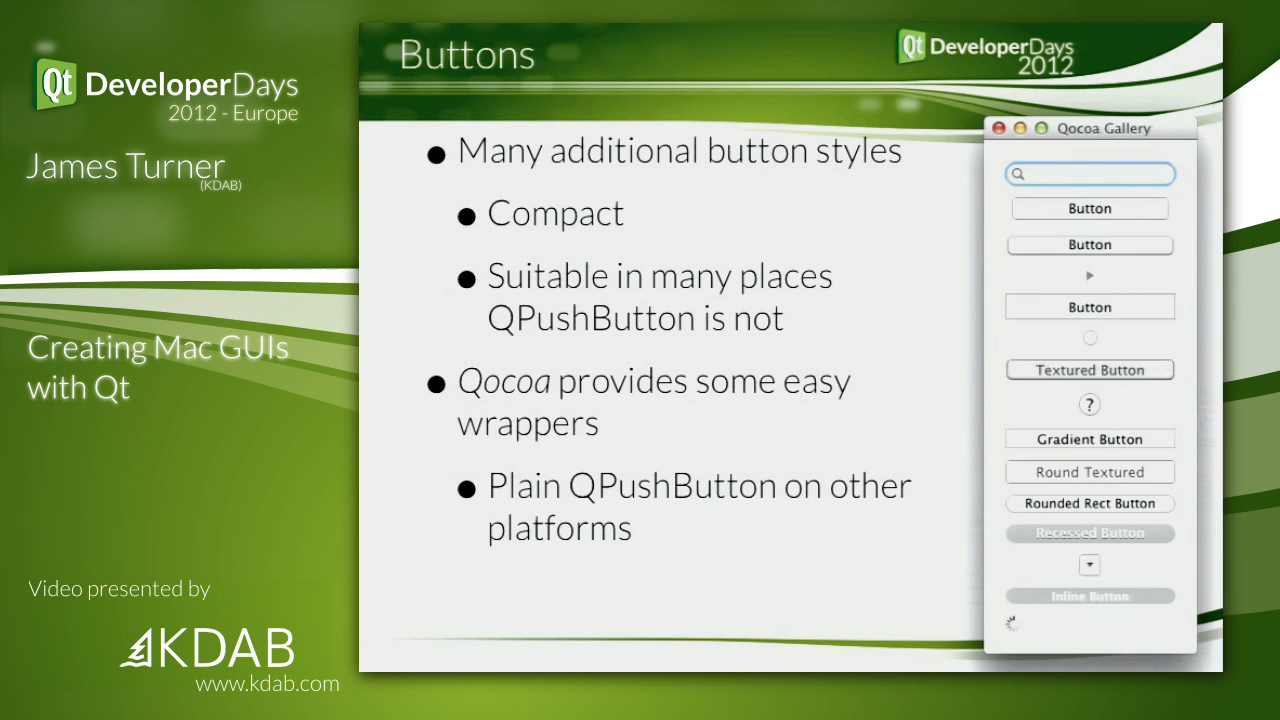 Qt DeveloperDays
2012 - Europe
James Turner
(KDAB)
Creating Mac GUIs
with Qt
Video presented by
KDAB
www.kdab.com
Buttons
Qt DeveloperDays
2012
● Many additional button styles
● Compact
● Suitable in many places
QPushButton is not
● Qocoa provides some easy
wrappers
● Plain QPushButton on other
platforms
Qocoa Gallery
Button
Button
Button
Textured Button
?
Gradient Button
Round Textured
Rounded Rect Button
Recessed Button
Inline Button